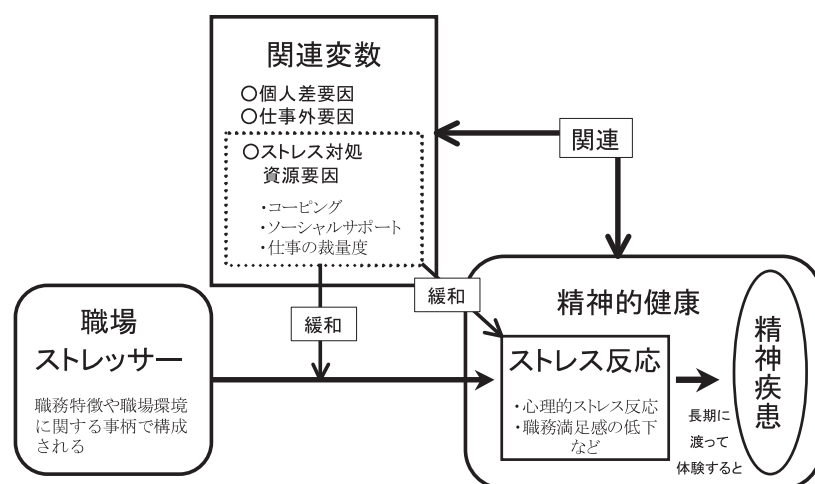 関連変数
○個人差要因
○仕事外要因
○ストレス対処
資源要因
・コーピング
・ソーシャルサポート
・仕事の裁量度
関連
緩和
緩和
職場
ストレッサー
職務特徴や職場環境
に関する事柄で構成
される
精神的健康
ストレス反応
・心理的ストレス反応
・職務満足感の低下
など
長期に
渡って
体験すると
精神疾患